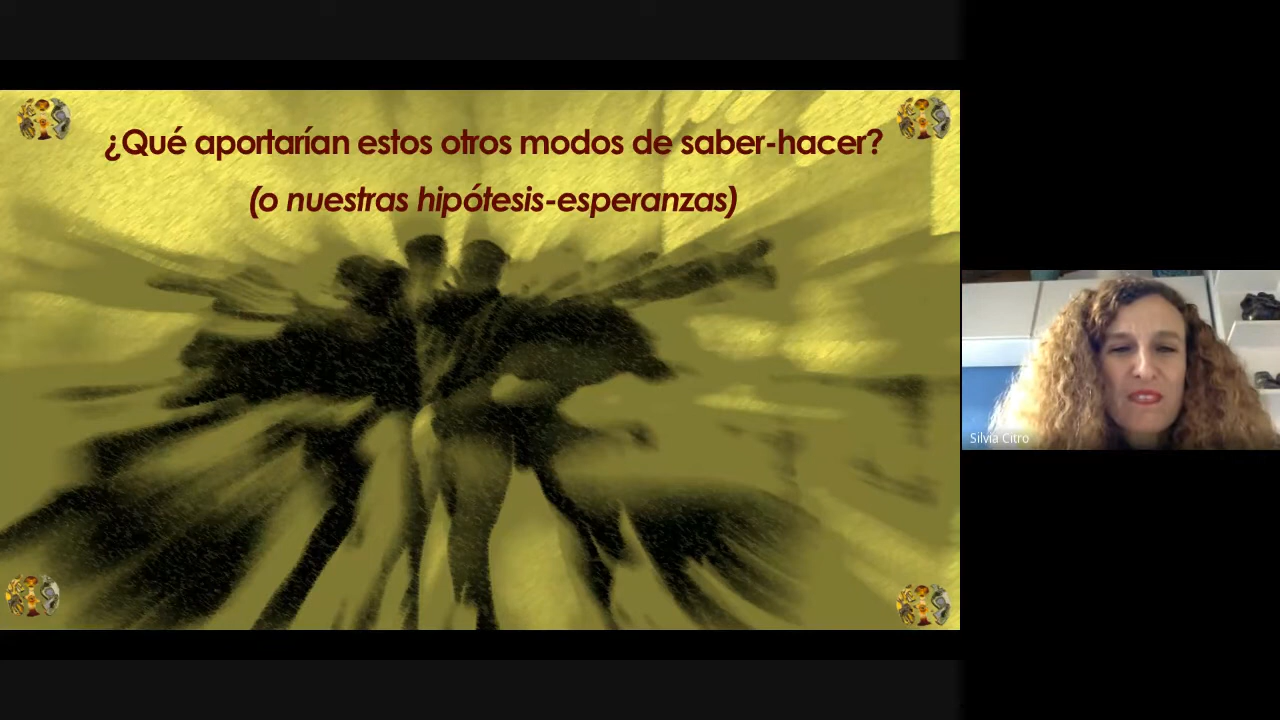 ¿Qué aportarían estos otros modos de saber-hacer?
(o nuestras hipótesis-esperanzas)
Silvia Citro